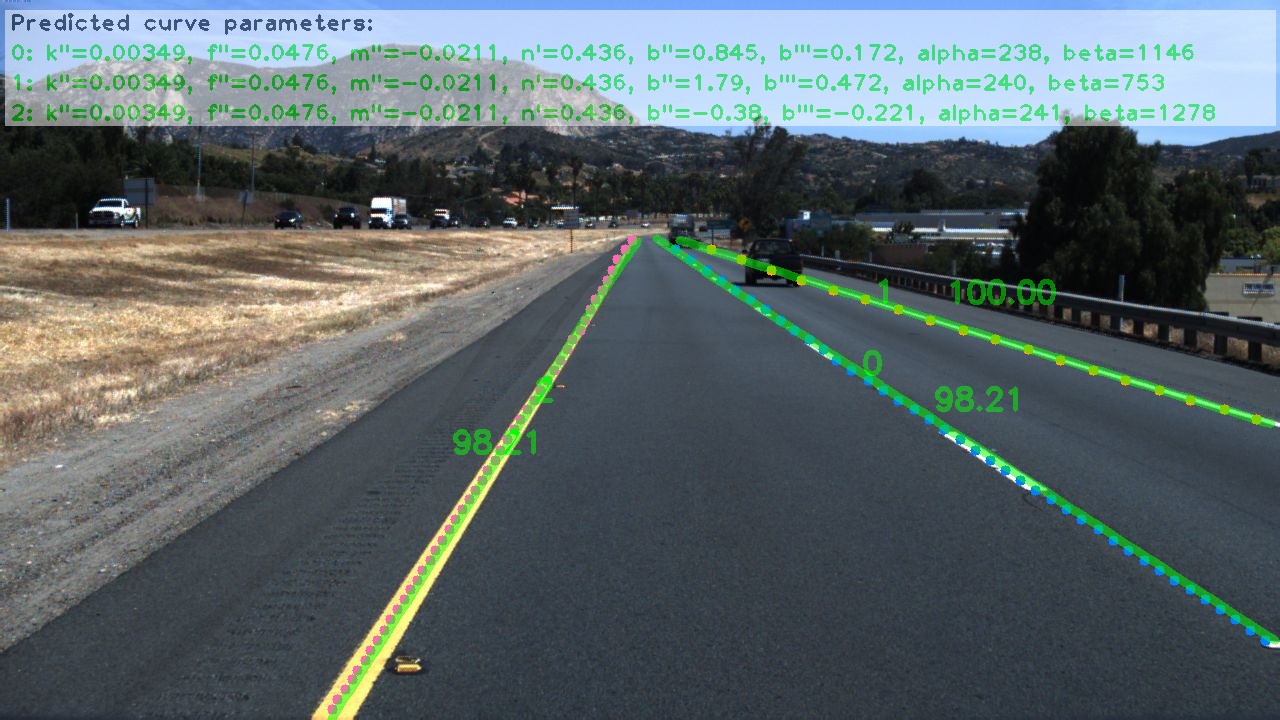 Predicted curve parameters:
0: k''=0.00349, f''=0.0476, m''=-0.0211, n'=0.436, b''=0.845, b'''=0.172, alpha=238, beta=1146
1: k''=0.00349, f''=0.0476, m''=-0.0211, n'=0.436, b''=1.79, b'''=0.472, alpha=240, beta=753
2: k''=0.00349, f''=0.0476, m''=-0.0211, n'=0.436, b''=-0.38, b'''=-0.221, alpha=241, beta=1278
1 100.00
0
98.21
2
98.21